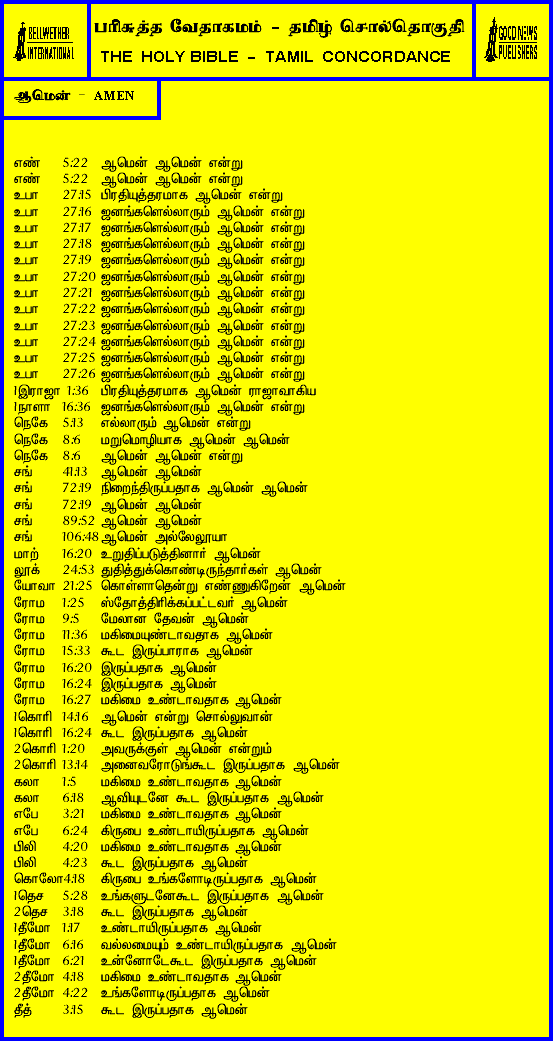 BELLWETHER
INTERNATIONAL
பரிசுத்த வேதாகமம் - தமிழ் சொல்தொகுதி
THE HOLY BIBLE - TAMIL CONCORDANCE
GOOD NEWS
PUBLISHERS
ஆமென் - AMEN
எண் 5:22 ஆமென் ஆமென் என்று
எண் 5:22 ஆமென் ஆமென் என்று
உபா 27:15 பிரதியுத்தரமாக ஆமென் என்று
உபா 27:16 ஜனங்களெல்லாரும் ஆமென் என்று
உபா 27:17 ஜனங்களெல்லாரும் ஆமென் என்று
உபா 27:18 ஜனங்களெல்லாரும் ஆமென் என்று
உபா 27:19 ஜனங்களெல்லாரும் ஆமென் என்று
உபா 27:20 ஜனங்களெல்லாரும் ஆமென் என்று
உபா 27:21 ஜனங்களெல்லாரும் ஆமென் என்று
உபா 27:22 ஜனங்களெல்லாரும் ஆமென் என்று
உபா 27:23 ஜனங்களெல்லாரும் ஆமென் என்று
உபா 27:24 ஜனங்களெல்லாரும் ஆமென் என்று
உபா 27:25 ஜனங்களெல்லாரும் ஆமென் என்று
உபா 27:26 ஜனங்களெல்லாரும் ஆமென் என்று
1இராஜா 1:36 பிரதியுத்தரமாக ஆமென் ராஜாவாகிய
1நாளா 16:36 ஜனங்களெல்லாரும் ஆமென் என்று
நெகே 5:13 எல்லாரும் ஆமென் என்று
நெகே 8:6 மறுமொழியாக ஆமென் ஆமென்
நெகே 8:6 ஆமென் ஆமென் என்று
சங் 41:13 ஆமென் ஆமென்
சங் 72:19 நிறைந்திருப்பதாக ஆமென் ஆமென்
சங் 72:19 ஆமென் ஆமென்
சங் 89:52 ஆமென் ஆமென்
சங் 106:48 ஆமென் அல்லேலூயா
மாற் 16:20 உறுதிப்படுத்தினார் ஆமென்
லூக் 24:53 துதித்துக்கொண்டிருந்தார்கள் ஆமென்
யோவா 21:25 கொள்ளாதென்று எண்ணுகிறேன் ஆமென்
ரோம 1:25 ஸ்தோத்திரிக்கப்பட்டவர் ஆமென்
ரோம 9:5 மேலான தேவன் ஆமென்
ரோம 11:36 மகிமையுண்டாவதாக ஆமென்
ரோம 15:33 கூட இருப்பாராக ஆமென்
ரோம 16:20 இருப்பதாக ஆமென்
ரோம 16:24 இருப்பதாக ஆமென்
ரோம 16:27 மகிமை உண்டாவதாக ஆமென்
1கொரி 14:16 ஆமென் என்று சொல்லுவான்
1கொரி 16:24 கூட இருப்பதாக ஆமென்
2கொரி 1:20 அவருக்குள் ஆமென் என்றும்
2கொரி 13:14 அனைவரோடுங்கூட இருப்பதாக ஆமென்
கலா 1:5 மகிமை உண்டாவதாக ஆமென்
கலா 6:18 ஆவியுடனே கூட இருப்பதாக ஆமென்
எபே 3:21 மகிமை உண்டாவதாக ஆமென்
எபே 6:24 கிருபை உண்டாயிருப்பதாக ஆமென்
பிலி 4:20 மகிமை உண்டாவதாக ஆமென்
பிலி 4:23 கூட இருப்பதாக ஆமென்
கொலோ 4:18 கிருபை உங்களோடிருப்பதாக ஆமென்
1தெச 5:28 உங்களுடனேகூட இருப்பதாக ஆமென்
2தெச 3:18 கூட இருப்பதாக ஆமென்
1தீமோ 1:17 உண்டாயிருப்பதாக ஆமென்
1தீமோ 6:16 வல்லமையும் உண்டாயிருப்பதாக ஆமென்
1தீமோ 6:21 உன்னோடேகூட இருப்பதாக ஆமென்
2தீமோ 4:18 மகிமை உண்டாவதாக ஆமென்
2தீமோ 4:22 உங்களோடிருப்பதாக ஆமென்
தீத் 3:15 கூட இருப்பதாக ஆமென்